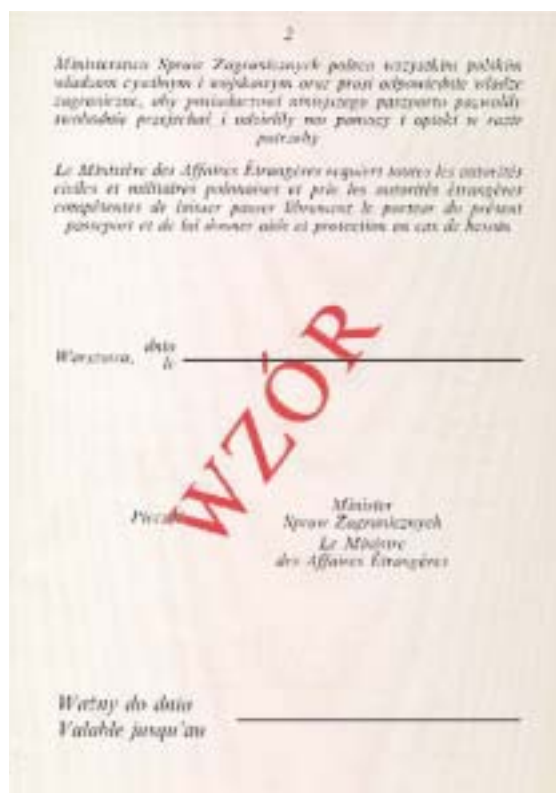 2
Ministerstwo Spraw Zagranicznych poleca wszystkim polskim
władzom cywilnym i wojskowym oraz prosi odpowiednie władze
zagraniczne, aby posiadaczowi niniejszego paszportu pozwoliły
swobodnie przejechać i udzieliły mu pomocy i opieki w razie
potrzeby
Le Ministère des Affaires Étrangères requiert toutes les autorités
civiles et militaires polonaises et prie les autorités étrangères
compétentes de laisser passer librement le porteur du présent
passeport et de lui donner aide et protection en cas de besoin
Warszawa, dnia
le
WZÓR
Minister
Spraw Zagranicznych
Le Ministre
des Affaires Étrangères
Ważny do dnia
Valable jusqu'au